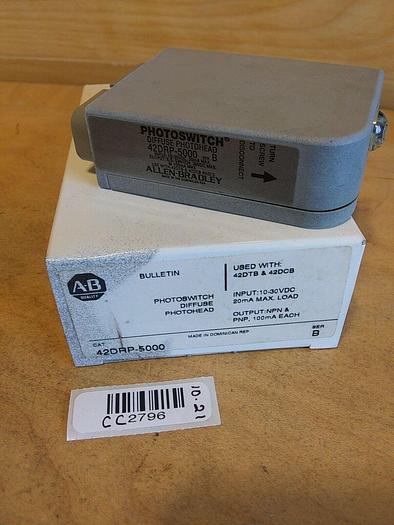 PHOTOSWITCH®
DIFFUSE PHOTOHEAD
42DRP-5000 SER B
ALLEN-BRADLEY
TURN
SCREW
TO
DISCONNECT
AB
QUALITY
BULLETIN
PHOTOSWITCH
DIFFUSE
PHOTOHEAD
USED WITH:
42DTB & 42DCB
INPUT:10-30VDC
20mA MAX. LOAD
OUTPUT:NPN &
PNP, 100mA EACH
MADE IN DOMINICAN REP.
CAT
42DRP-5000
SER
B
CC2796
10.21